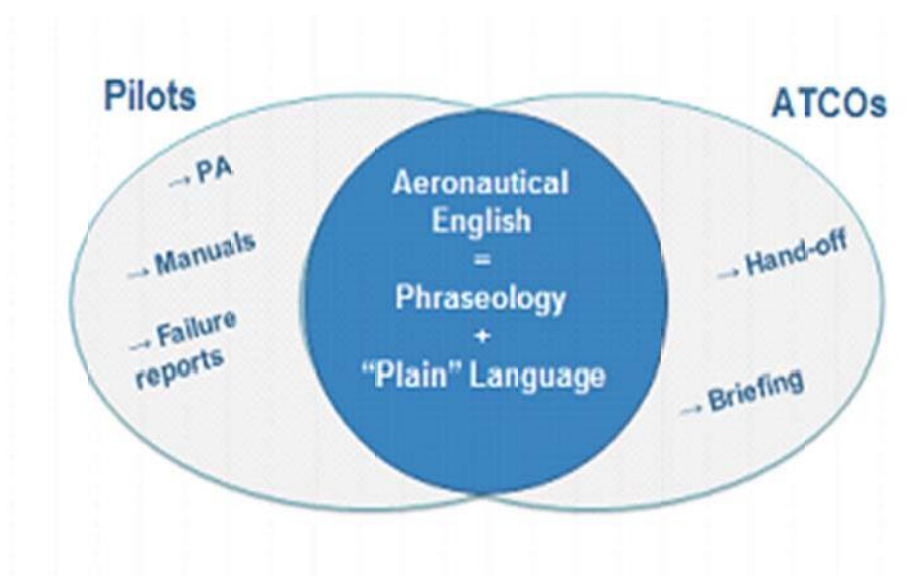 Pilots
ATCOs
→ PA
→ Manuals
→ Failure
reports
Aeronautical
English
=
Phraseology
+
“Plain” Language
→ Hand-off
→ Briefing